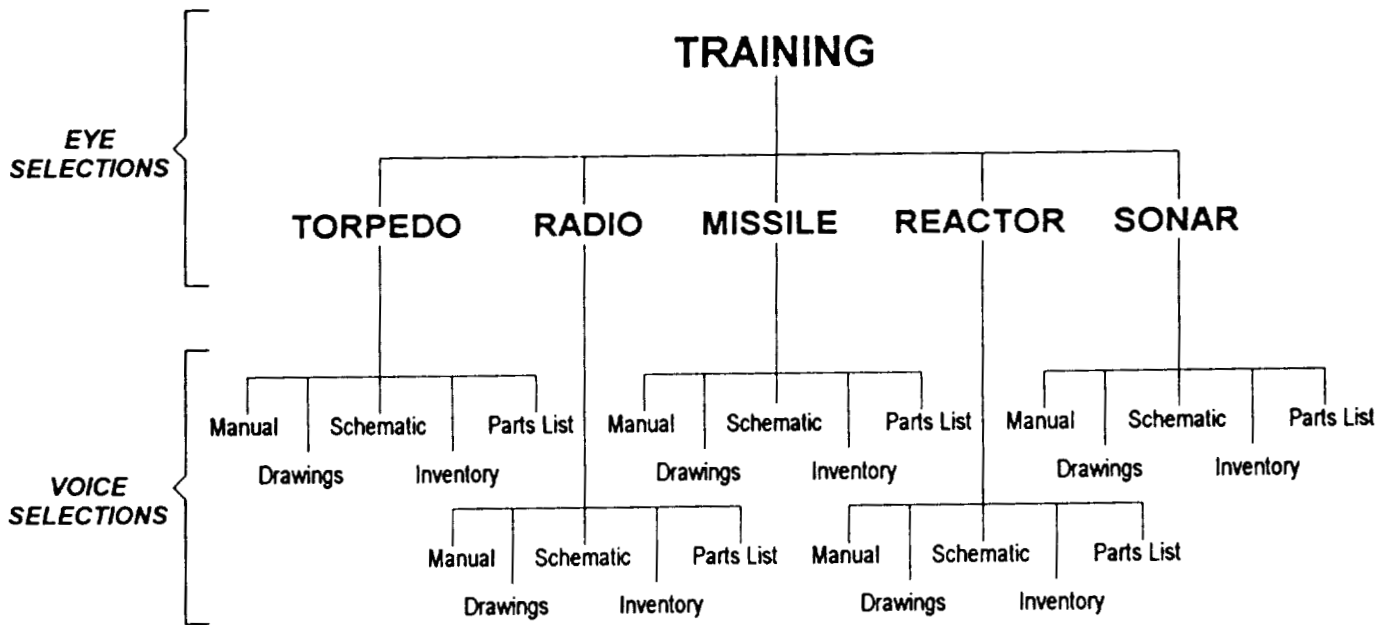 TRAINING
EYE
SELECTIONS
TORPEDO RADIO MISSILE REACTOR SONAR
Manual Schematic Parts List Manual Schematic Parts List Manual Schematic Parts List
Drawings Inventory Drawings Inventory Drawings Inventory
VOICE
SELECTIONS
Manual Schematic Parts List Manual Schematic Parts List
Drawings Inventory Drawings Inventory